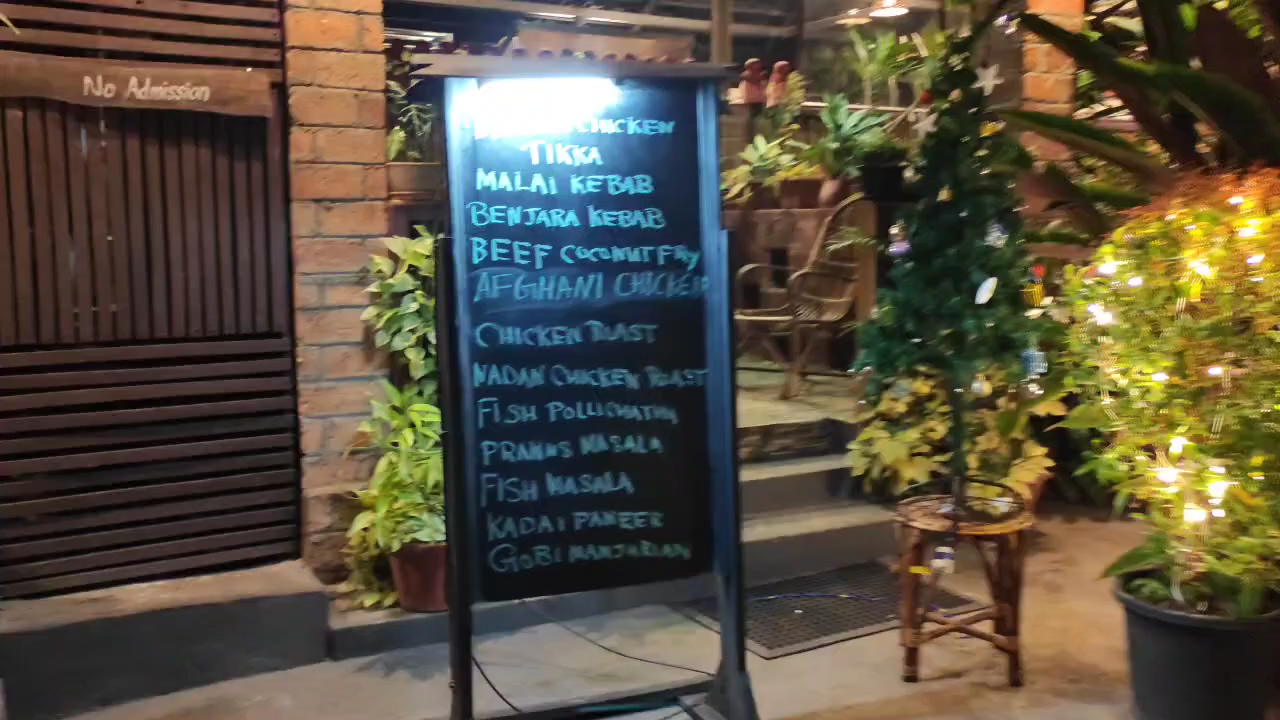 No Admission
CHICKEN
TIKKA
MALAI KEBAB
BENJARA KEBAB
BEEF COCONUT FRY
AFGHANI CHICKEN
CHICKEN ROAST
NADAN CHICKEN ROAST
FISH POLLICHATHU
PRAWNS MASALA
FISH MASALA
KADAI PANEER
GOBI MANJURIAN